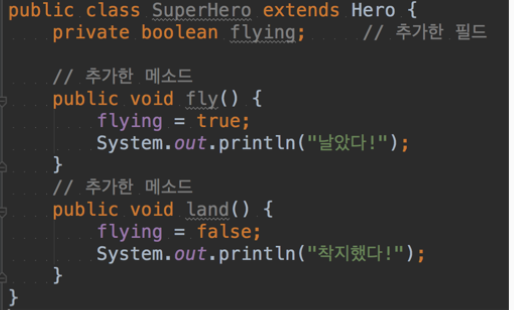 public class SuperHero extends Hero {
    private boolean flying;     // 추가한 필드

    // 추가한 메소드
    public void fly() {
        flying = true;
        System.out.println("날았다!");
    }
    // 추가한 메소드
    public void land() {
        flying = false;
        System.out.println("착지했다!");
    }
}